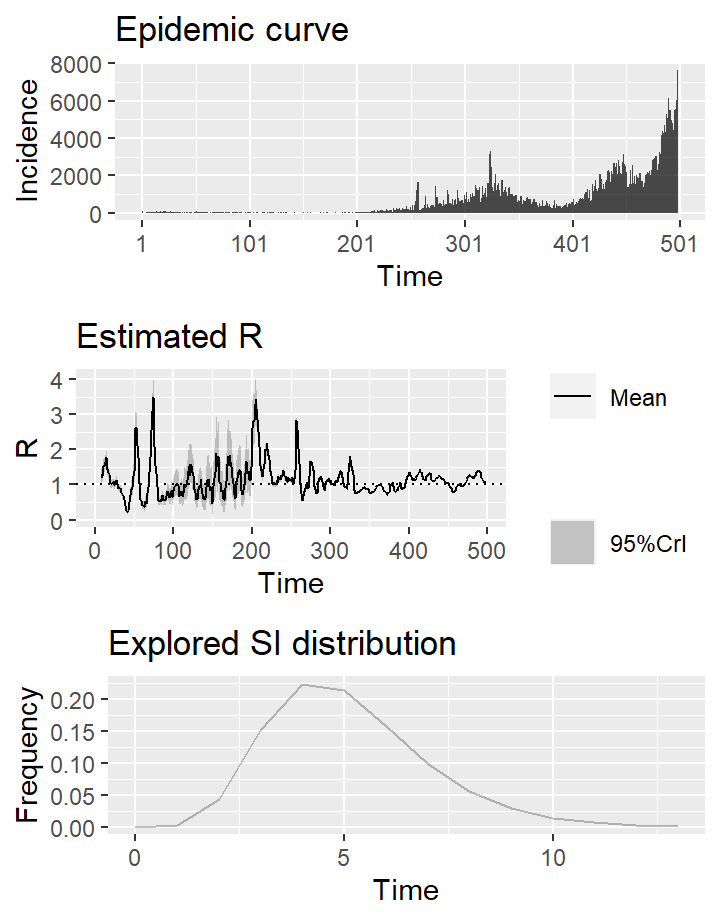 Epidemic curve
8000
6000
4000
2000
0
Incidence
1 101 201 301 401 501
Time
Estimated R
4
3
2
1
0
R
0 100 200 300 400 500
Time
Mean
95%CrI
Explored SI distribution
0.20
0.15
0.10
0.05
0.00
Frequency
0 5 10
Time